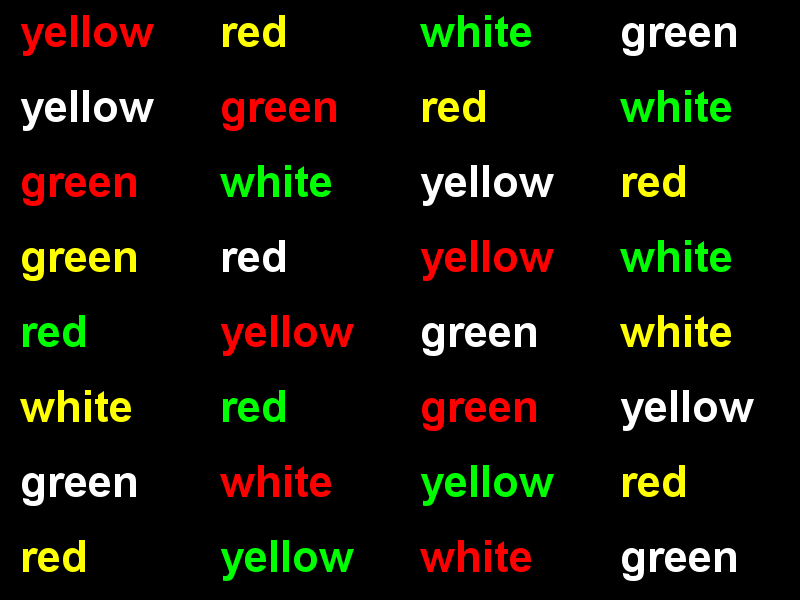 yellow red white green
yellow green red white
green white yellow red
green red yellow white
red yellow green white
white red green yellow
green white yellow red
red yellow white green